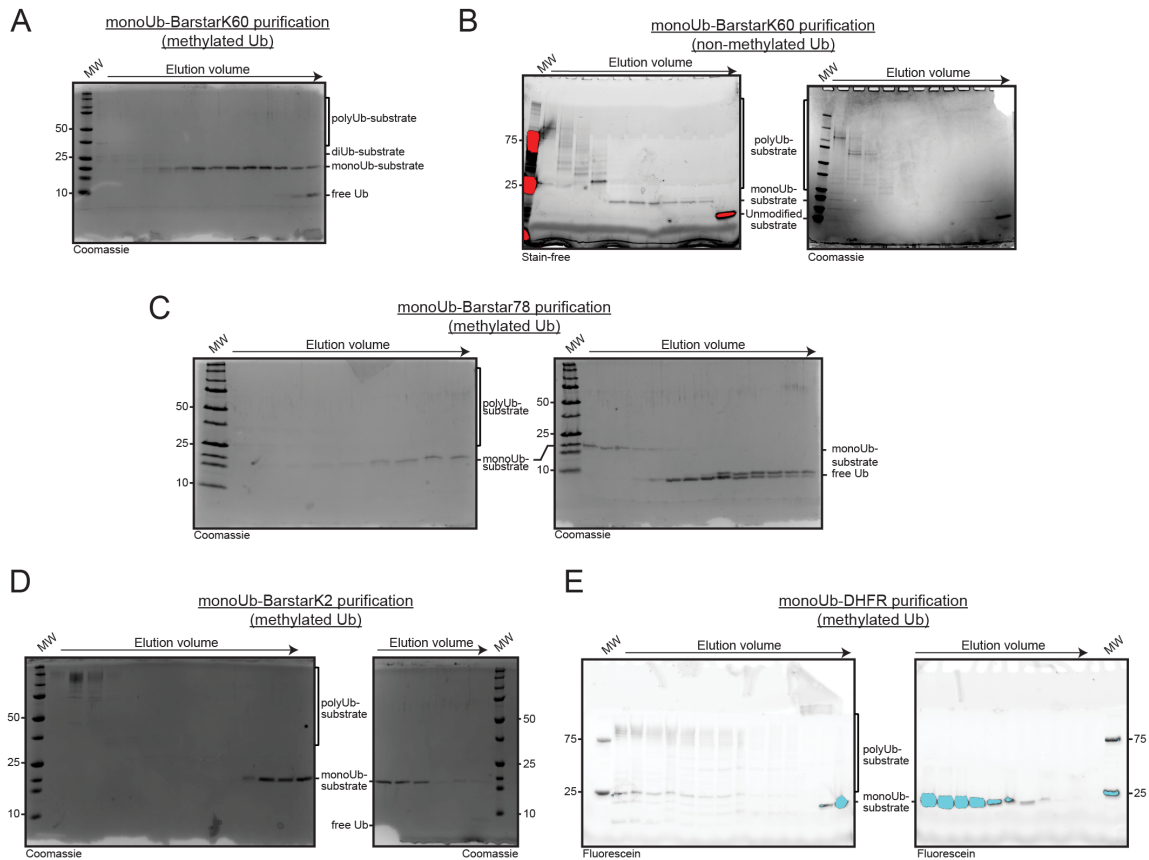 A
monoUb-BarstarK60 purification
(methylated Ub)
MW
Elution volume
50
25
10
polyUb-substrate
diUb-substrate
monoUb-substrate
free Ub
Coomassie
B
monoUb-BarstarK60 purification
(non-methylated Ub)
MW
Elution volume
75
25
Stain-free
polyUb-
substrate
monoUb-
substrate
Unmodified
substrate
MW
Elution volume
Coomassie
C
monoUb-Barstar78 purification
(methylated Ub)
MW
Elution volume
50
25
10
polyUb-
substrate
monoUb-
substrate
Coomassie
MW
Elution volume
50
25
10
monoUb-
substrate
free Ub
Coomassie
D
monoUb-BarstarK2 purification
(methylated Ub)
MW
Elution volume
50
25
10
polyUb-
substrate
monoUb-
substrate
free Ub
Coomassie
Elution volume
MW
50
25
10
Coomassie
E
monoUb-DHFR purification
(methylated Ub)
MW
Elution volume
75
25
polyUb-
substrate
monoUb-
substrate
Fluorescein
Elution volume
MW
75
25
Fluorescein